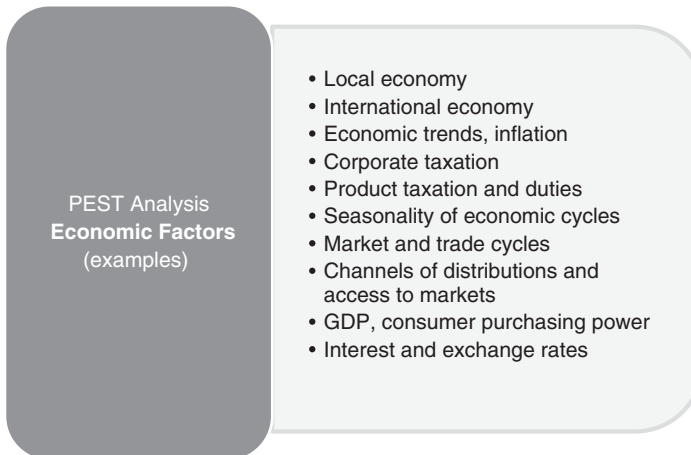 PEST Analysis
Economic Factors
(examples)
• Local economy
• International economy
• Economic trends, inflation
• Corporate taxation
• Product taxation and duties
• Seasonality of economic cycles
• Market and trade cycles
• Channels of distributions and
access to markets
• GDP, consumer purchasing power
• Interest and exchange rates